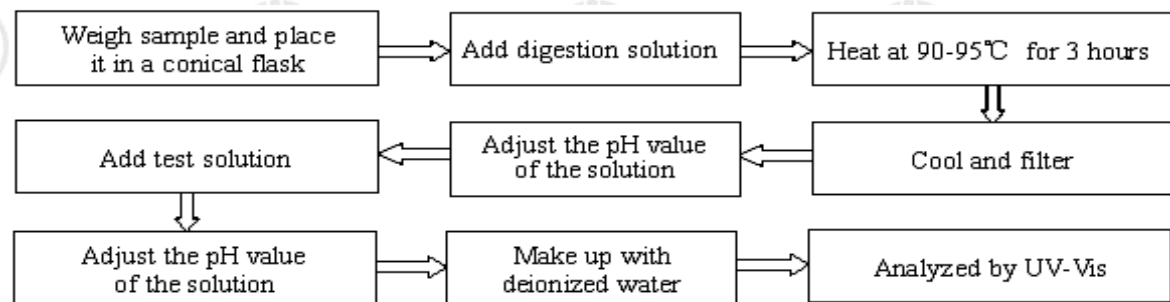 Weigh sample and place
it in a conical flask
Add digestion solution
Heat at 90-95℃ for 3 hours
Cool and filter
Adjust the pH value
of the solution
Add test solution
Adjust the pH value
of the solution
Make up with
deionized water
Analyzed by UV-Vis